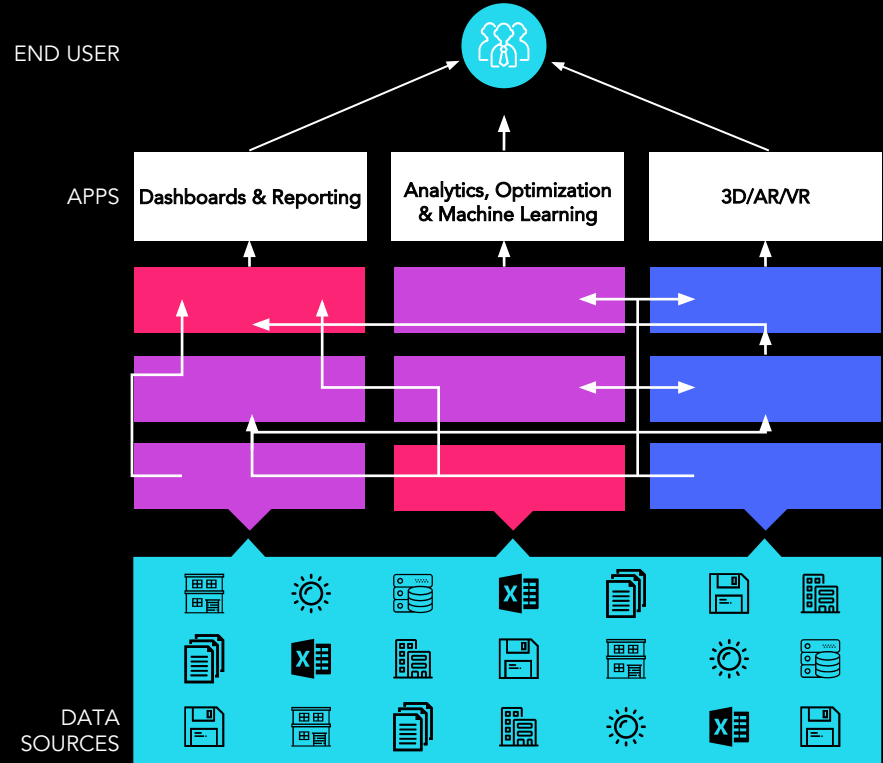 END USER
APPS
Dashboards & Reporting
Analytics, Optimization
& Machine Learning
3D/AR/VR
X
X
X
DATA
SOURCES